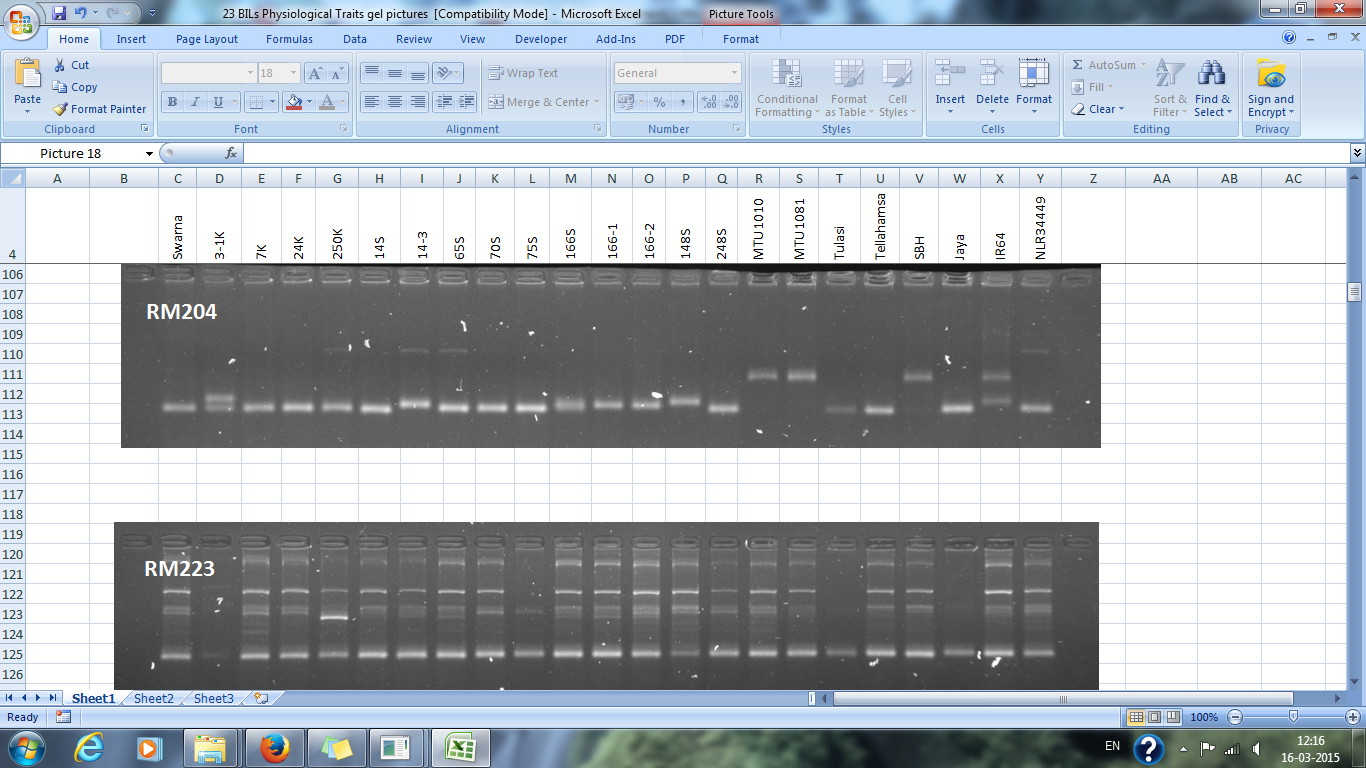 23 BILs Physiological Traits gel pictures [Compatibility Mode] - Microsoft Excel
Picture Tools
Home Insert Page Layout Formulas Data Review View Developer Add-Ins PDF Format
Paste
Cut
Copy
Format Painter
Clipboard
18
A A
B I U
A
Font
Wrap Text
Merge & Center
Alignment
General
% ,
.0 .00
.00 .0
Number
Conditional Formatting
Format as Table
Cell Styles
Styles
Insert
Delete
Format
Cells
Σ AutoSum
Fill
Clear
Sort & Filter
Find & Select
Editing
Sign and Encrypt
Privacy
Picture 18
fx
A B C D E F G H I J K L M N O P Q R S T U V W X Y Z AA AB AC
4 Swarna 3-1K 7K 24K 250K 14S 14-3 65S 70S 75S 166S 166-1 166-2 148S 248S MTU1010 MTU1081 Tulasi Tellahamsa SBH Jaya IR64 NLR34449
106
107
RM204
108
109
110
111
112
113
114
115
116
117
118
119
120
121
RM223
122
123
124
125
126
Sheet1 Sheet2 Sheet3
Ready
100%
EN
12:16
16-03-2015